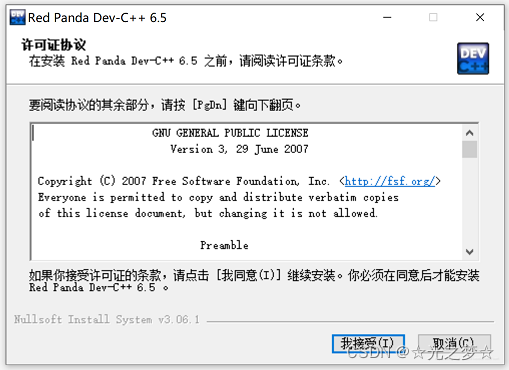 Red Panda Dev-C++ 6.5
许可证协议
在安装 Red Panda Dev-C++ 6.5 之前,请阅读许可证条款。
DEV
C++
要阅读协议的其余部分,请按 [PgDn] 键向下翻页。
GNU GENERAL PUBLIC LICENSE
Version 3, 29 June 2007
Copyright (C) 2007 Free Software Foundation, Inc. <http://fsf.org/>
Everyone is permitted to copy and distribute verbatim copies
of this license document, but changing it is not allowed.
Preamble
如果你接受许可证的条款,请点击 [我同意(I)] 继续安装。你必须在同意后才能安装
Red Panda Dev-C++ 6.5 。
Nullsoft Install System v3.06.1
我接受(I) 取消(C)
CSDN @☆光之梦☆